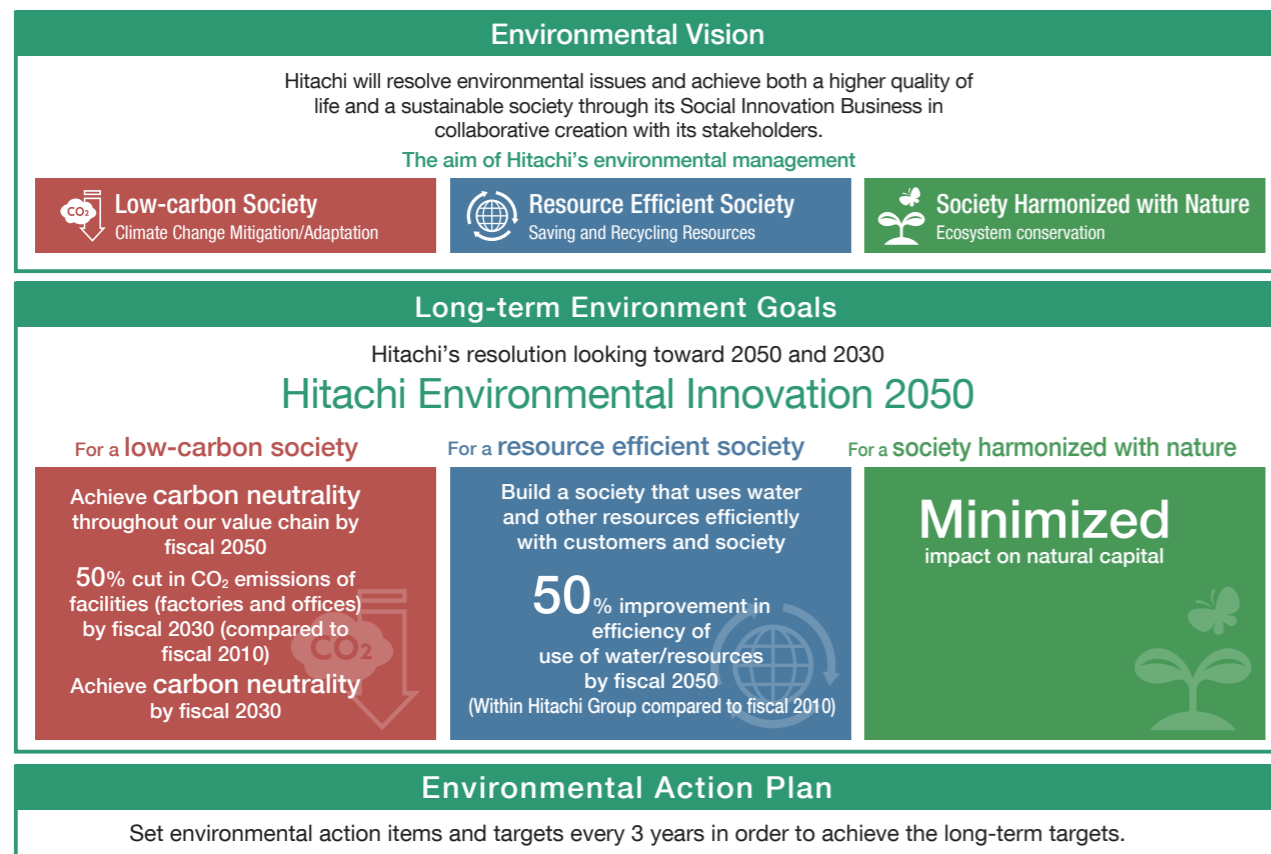 Environmental Vision
Hitachi will resolve environmental issues and achieve both a higher quality of
life and a sustainable society through its Social Innovation Business in
collaborative creation with its stakeholders.
The aim of Hitachi's environmental management
CO2
Low-carbon Society
Climate Change Mitigation/Adaptation
Resource Efficient Society
Saving and Recycling Resources
Society Harmonized with Nature
Ecosystem conservation
Long-term Environment Goals
Hitachi's resolution looking toward 2050 and 2030
Hitachi Environmental Innovation 2050
For a low-carbon society
Achieve carbon neutrality
throughout our value chain by
fiscal 2050
50% cut in CO₂ emissions of
facilities (factories and offices)
by fiscal 2030 (compared to
fiscal 2010)
Achieve carbon neutrality
by fiscal 2030
CO2
For a resource efficient society
Build a society that uses water
and other resources efficiently
with customers and society
50% improvement in
efficiency of
use of water/resources
by fiscal 2050
(Within Hitachi Group compared to fiscal 2010)
For a society harmonized with nature
Minimized
impact on natural capital
Environmental Action Plan
Set environmental action items and targets every 3 years in order to achieve the long-term targets.